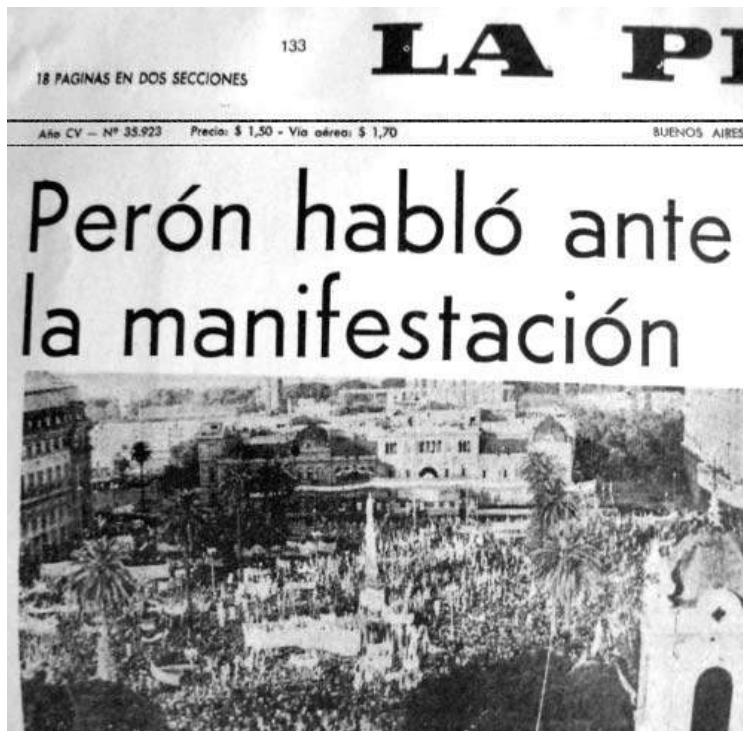 133
LA P
18 PAGINAS EN DOS SECCIONES
Año CV — Nº 35.923 Precio: $ 1,50 - Vía aérea: $ 1,70 BUENOS AIRES
Perón habló ante
la manifestación